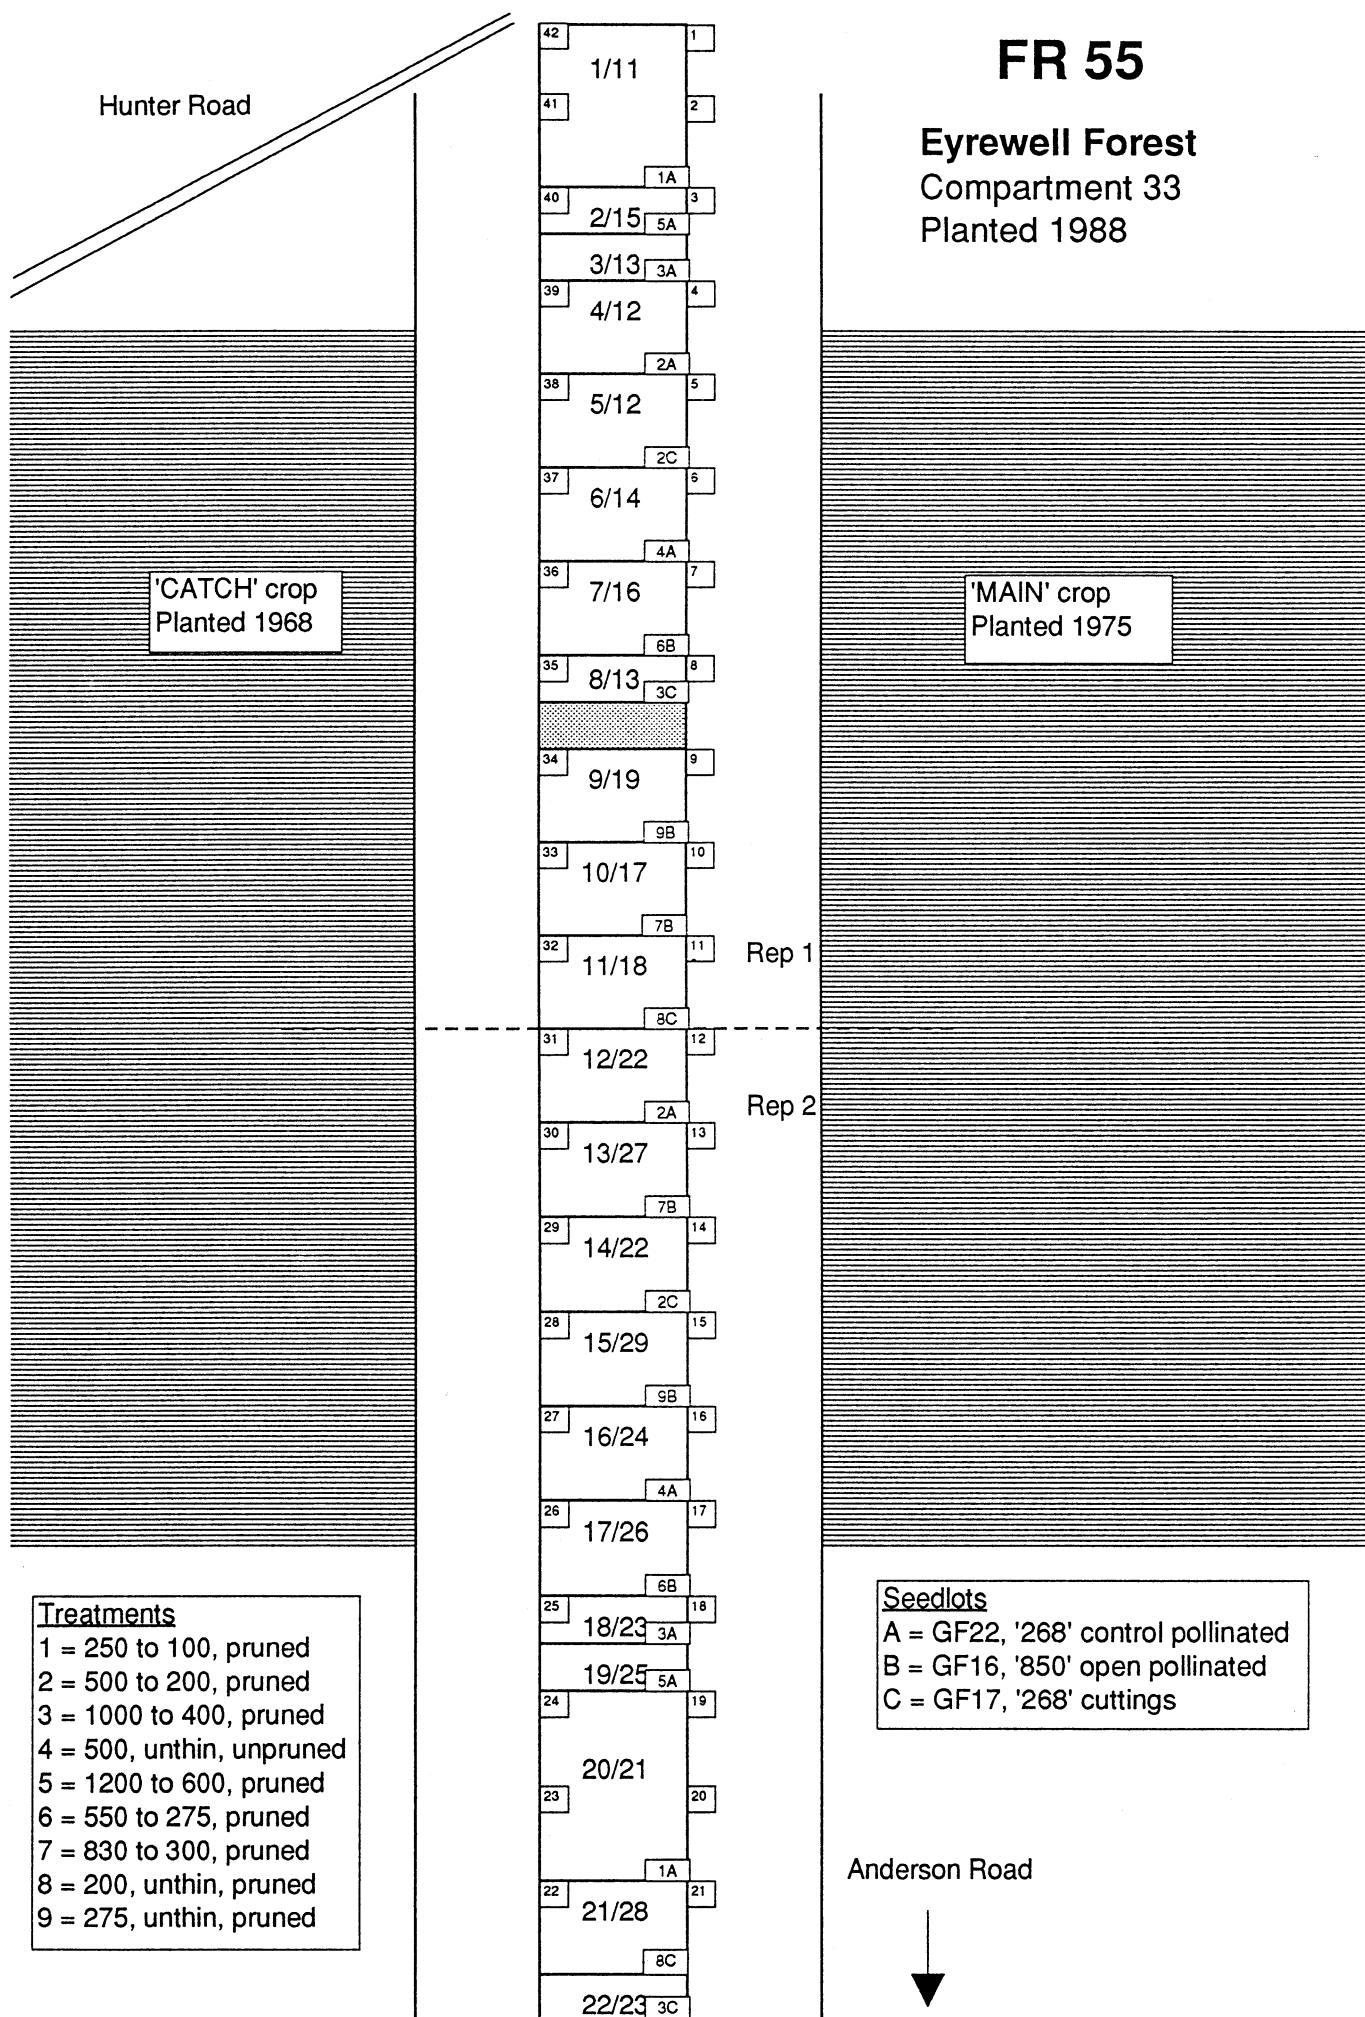 FR 55
Eyrewell Forest
Compartment 33
Planted 1988
Hunter Road
42
1/11
1
41
2
1A
40
2/15
5A
3
3/13
3A
39
4/12
4
2A
38
5/12
5
2C
37
6/14
6
4A
36
7/16
7
6B
35
8/13
3C
8
34
9/19
9
9B
33
10/17
10
7B
32
11/18
11
8C
Rep 1
31
12/22
12
2A
Rep 2
30
13/27
13
7B
29
14/22
14
2C
28
15/29
15
9B
27
16/24
16
4A
26
17/26
17
6B
25
18/23
3A
18
19/25
5A
24
19
20/21
23
20
1A
22
21/28
21
8C
22/23
3C
'CATCH' crop
Planted 1968
'MAIN' crop
Planted 1975
Treatments
1 = 250 to 100, pruned
2 = 500 to 200, pruned
3 = 1000 to 400, pruned
4 = 500, unthin, unpruned
5 = 1200 to 600, pruned
6 = 550 to 275, pruned
7 = 830 to 300, pruned
8 = 200, unthin, pruned
9 = 275, unthin, pruned
Seedlots
A = GF22, '268' control pollinated
B = GF16, '850' open pollinated
C = GF17, '268' cuttings
Anderson Road